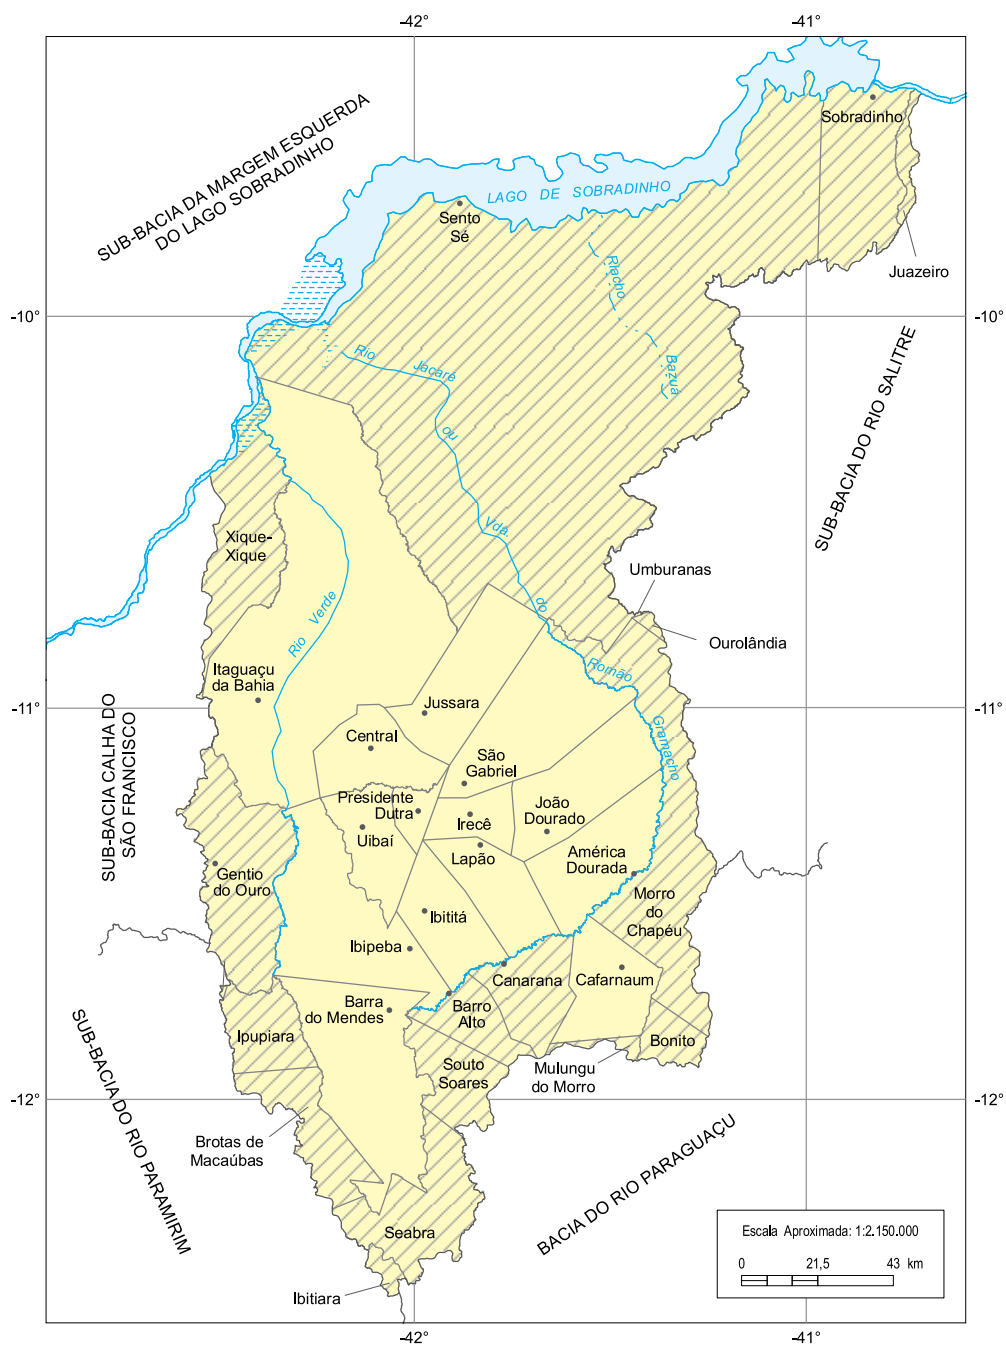 -42°
-41°
SUB-BACIA DA MARGEM ESQUERDA
DO LAGO SOBRADINHO
Sobradinho
LAGO DE SOBRADINHO
Sento
Sé
Juazeiro
Riacho
Bazuá
-10°
-10°
Rio
Jacaré
ou
Vda.
do
Romão
Gramacho
SUB-BACIA DO RIO SALITRE
Xique-
Xique
Rio Verde
Umburanas
Ourolândia
Itaguaçu
da Bahia
Jussara
-11°
-11°
SUB-BACIA CALHA DO
SÃO FRANCISCO
Central
São
Gabriel
Presidente
Dutra
Irecê
João
Dourado
Uibaí
Lapão
América
Dourada
Gentio
do Ouro
Morro
do
Chapéu
Ibititá
Ibipeba
Canarana
Cafarnaum
Barra
do Mendes
Barro
Alto
Ipupiara
Bonito
Souto
Soares
Mulungu
do Morro
SUB-BACIA DO RIO PARAMIRIM
-12°
-12°
Brotas de
Macaúbas
BACIA DO RIO PARAGUAÇU
Seabra
Ibitiara
Escala Aproximada: 1:2.150.000
0 21,5 43 km
-42°
-41°